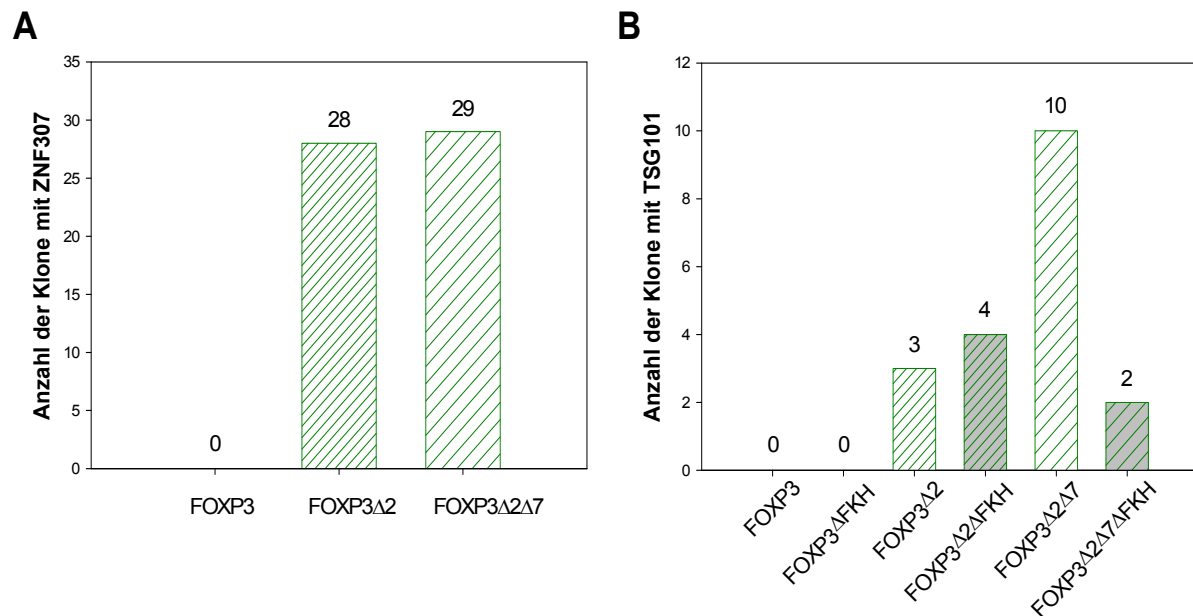 A
Anzahl der Klone mit ZNF307
35
30
25
20
15
10
5
0
0
28
29
FOXP3
FOXP3Δ2
FOXP3Δ2Δ7
B
Anzahl der Klone mit TSG101
12
10
8
6
4
2
0
0
0
3
4
10
2
FOXP3
FOXP3ΔFKH
FOXP3Δ2
FOXP3Δ2ΔFKH
FOXP3Δ2Δ7
FOXP3Δ2Δ7ΔFKH